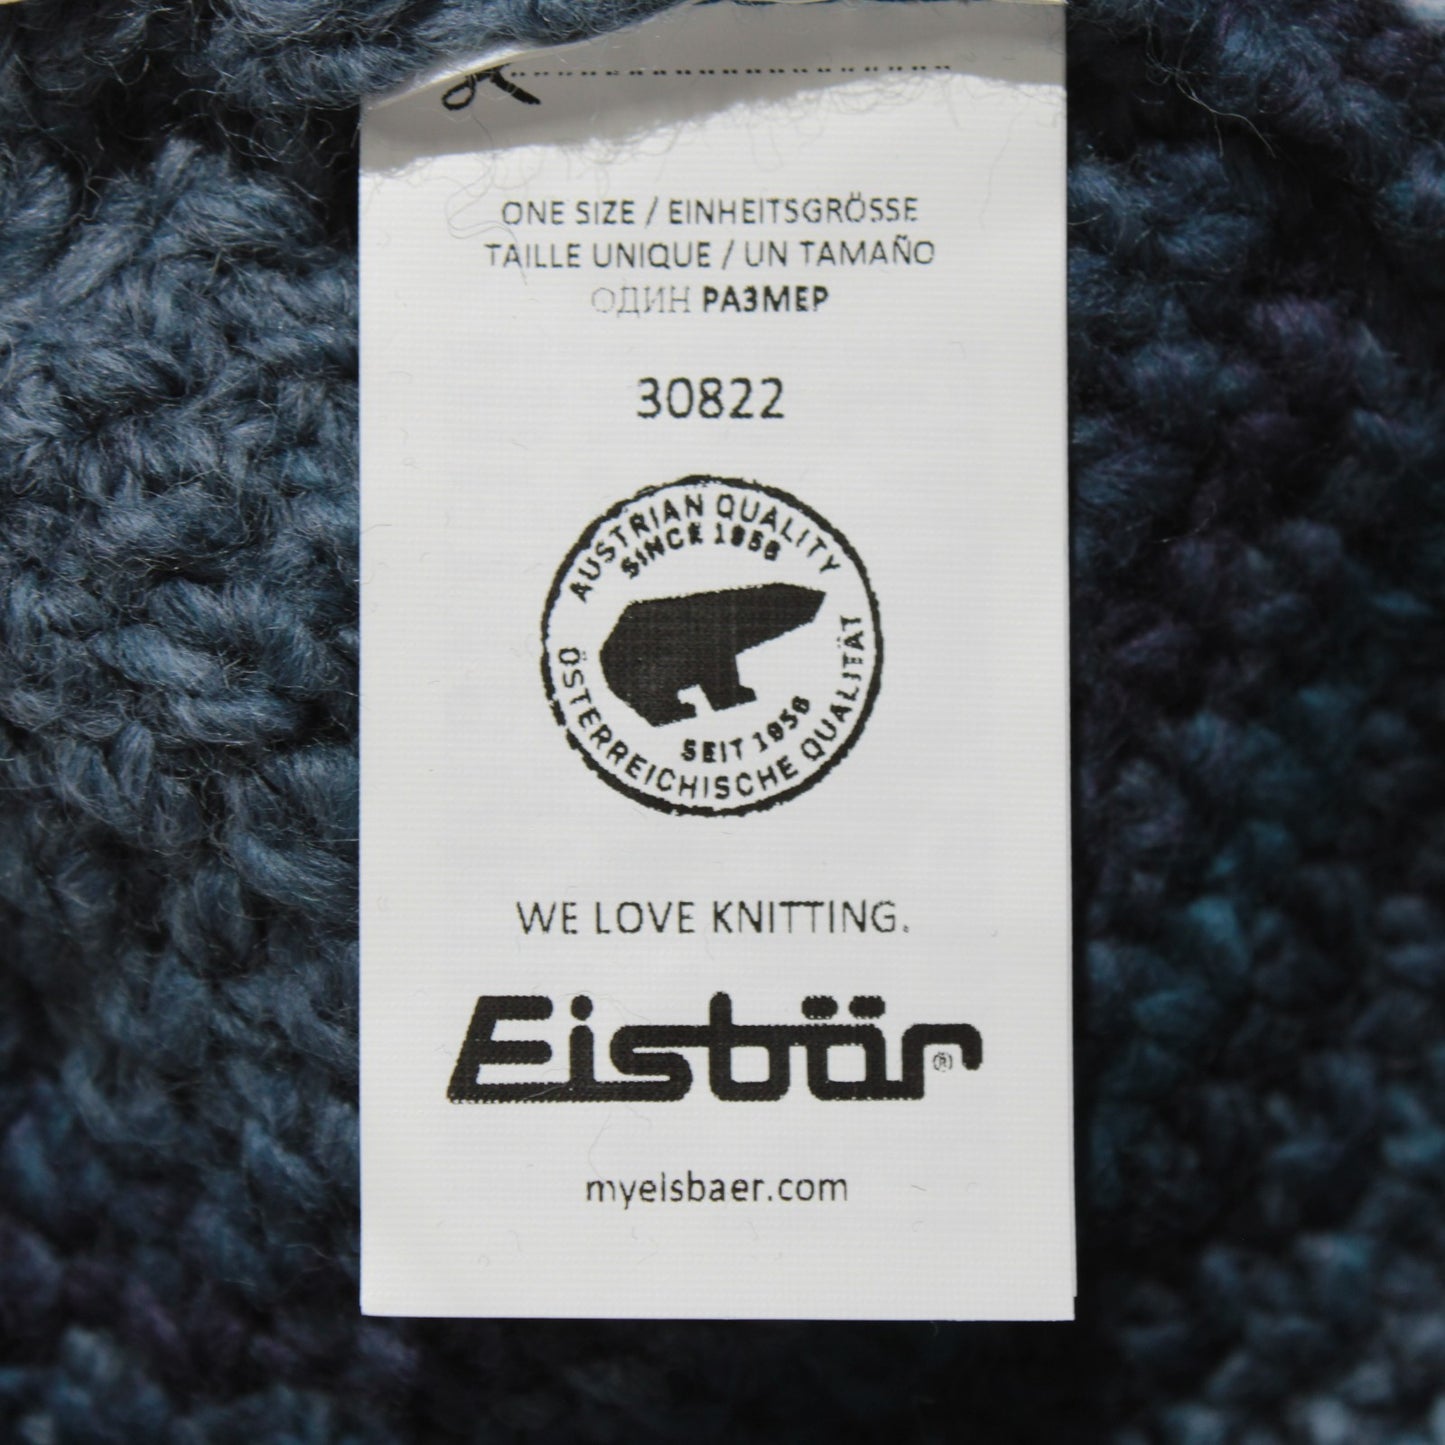 ONE SIZE / EINHEITSGRÖSSE
TAILLE UNIQUE / UN TAMAÑO
ОДИН РАЗМЕР
30822
AUSTRIAN QUALITY
SINCE 1956
SEIT 1956
ÖSTERREICHISCHE QUALITÄT
WE LOVE KNITTING.
Eisbär®
myeisbaer.com